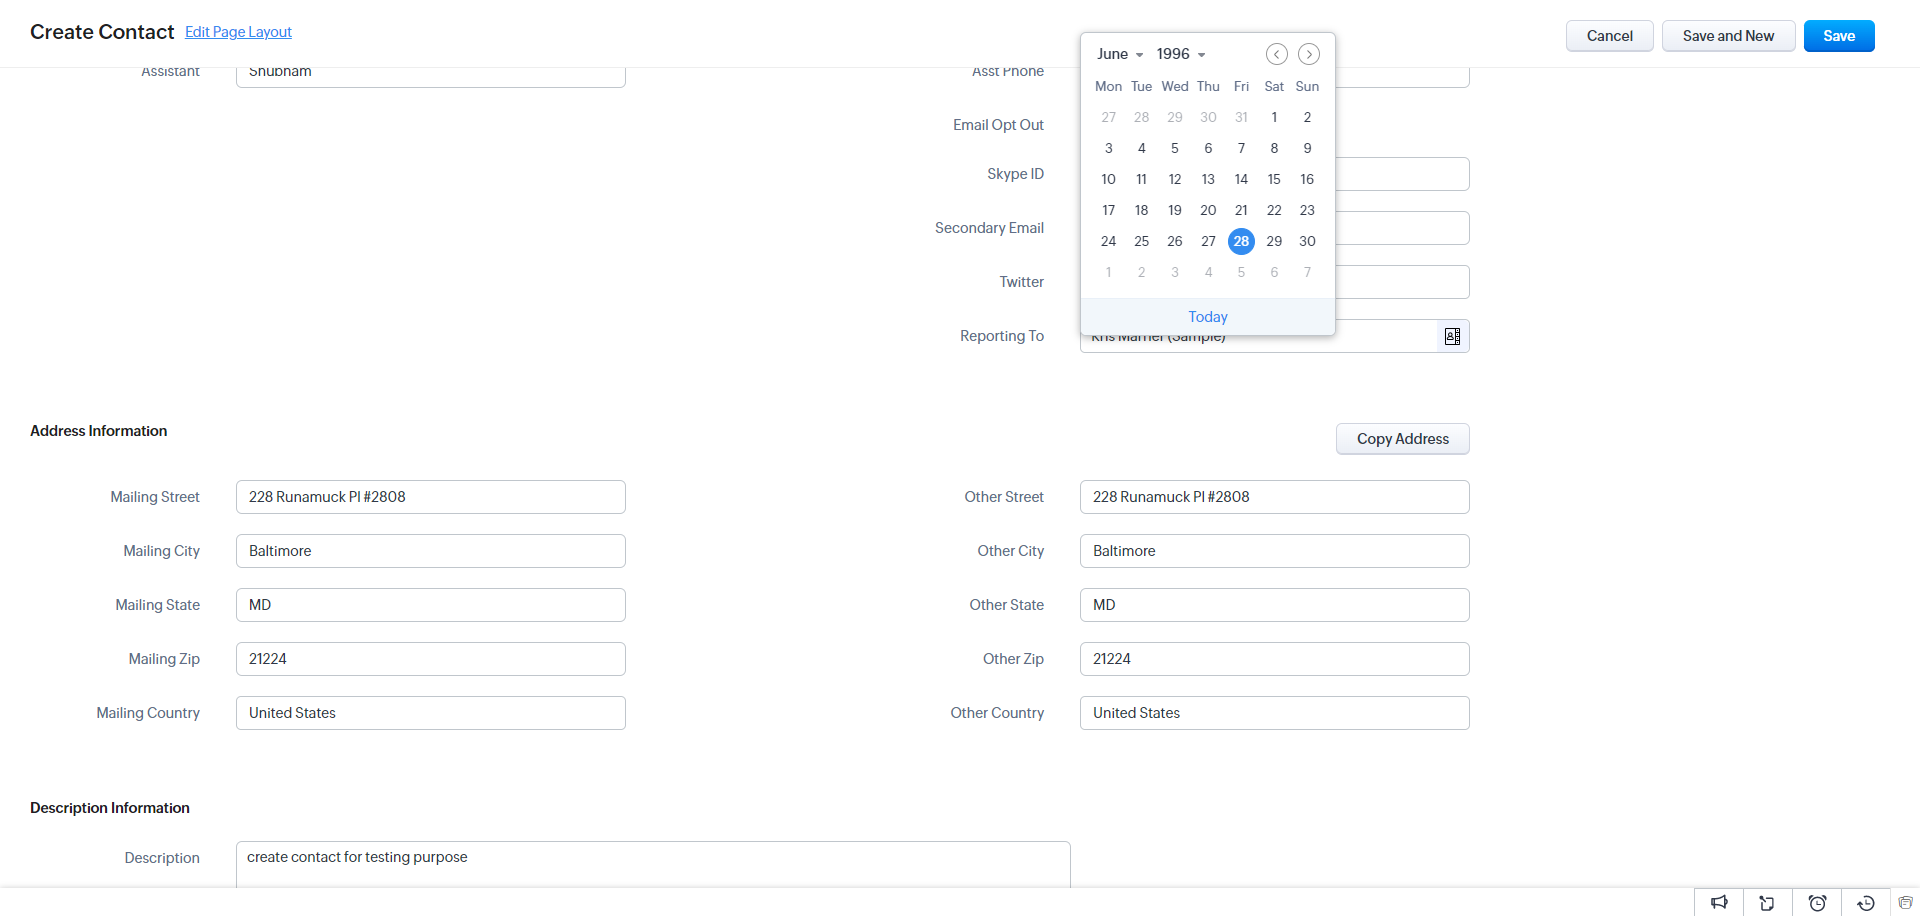 Create Contact Edit Page Layout
Cancel Save and New Save
Assistant Shubham Asst Phone
June 1996
Mon Tue Wed Thu Fri Sat Sun
27 28 29 30 31 1 2
3 4 5 6 7 8 9
10 11 12 13 14 15 16
17 18 19 20 21 22 23
24 25 26 27 28 29 30
1 2 3 4 5 6 7
Today
Email Opt Out
Skype ID
Secondary Email
Twitter
Reporting To Kris Marrier (Sample)
Address Information Copy Address
Mailing Street 228 Runamuck Pl #2808 Other Street 228 Runamuck Pl #2808
Mailing City Baltimore Other City Baltimore
Mailing State MD Other State MD
Mailing Zip 21224 Other Zip 21224
Mailing Country United States Other Country United States
Description Information
Description create contact for testing purpose